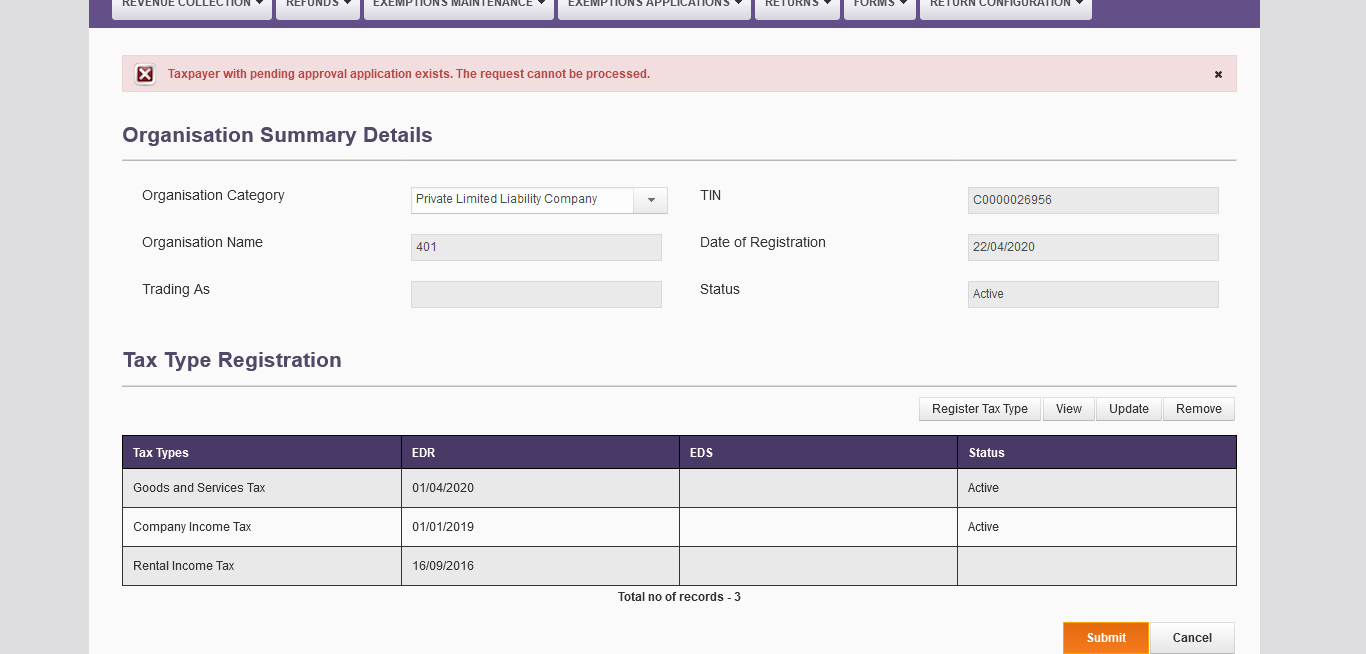 REVENUE COLLECTION REFUNDS EXEMPTIONS MAINTENANCE EXEMPTIONS APPLICATIONS RETURNS FORMS RETURN CONFIGURATION
Taxpayer with pending approval application exists. The request cannot be processed.
Organisation Summary Details
Organisation Category Private Limited Liability Company TIN C0000026956
Organisation Name 401 Date of Registration 22/04/2020
Trading As Status Active
Tax Type Registration
Register Tax Type View Update Remove
Tax Types EDR EDS Status
Goods and Services Tax 01/04/2020 Active
Company Income Tax 01/01/2019 Active
Rental Income Tax 16/09/2016
Total no of records - 3
Submit Cancel